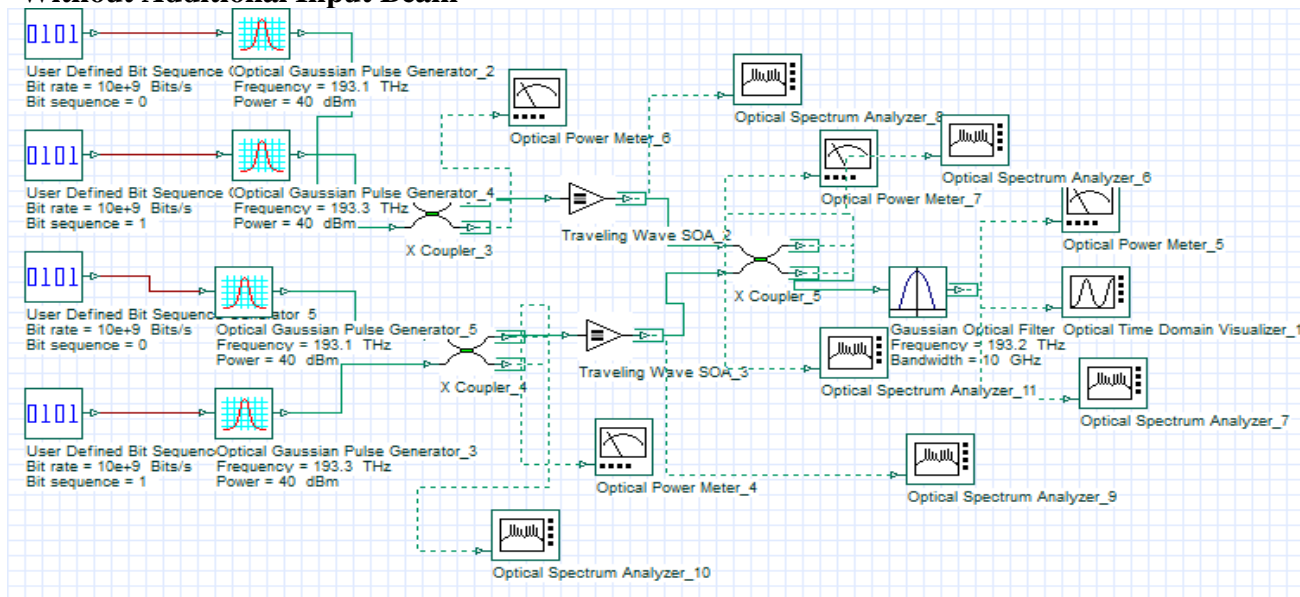 Without Additional Input Beam
0101
User Defined Bit Sequence
Bit rate = 10e+9 Bits/s
Bit sequence = 0
Optical Gaussian Pulse Generator_2
Frequency = 193.1 THz
Power = 40 dBm
0101
User Defined Bit Sequence
Bit rate = 10e+9 Bits/s
Bit sequence = 1
Optical Gaussian Pulse Generator_4
Frequency = 193.3 THz
Power = 40 dBm
X Coupler_3
Optical Power Meter_6
Traveling Wave SOA_2
Optical Spectrum Analyzer_8
Optical Power Meter_7
Optical Spectrum Analyzer_6
Optical Power Meter_5
X Coupler_5
Gaussian Optical Filter
Frequency = 193.2 THz
Bandwidth = 10 GHz
Optical Time Domain Visualizer_1
0101
User Defined Bit Sequence Generator_5
Bit rate = 10e+9 Bits/s
Bit sequence = 0
Optical Gaussian Pulse Generator_5
Frequency = 193.1 THz
Power = 40 dBm
X Coupler_4
Traveling Wave SOA_3
Optical Spectrum Analyzer_11
Optical Spectrum Analyzer_7
0101
User Defined Bit Sequenc
Bit rate = 10e+9 Bits/s
Bit sequence = 1
Optical Gaussian Pulse Generator_3
Frequency = 193.3 THz
Power = 40 dBm
Optical Power Meter_4
Optical Spectrum Analyzer_9
Optical Spectrum Analyzer_10